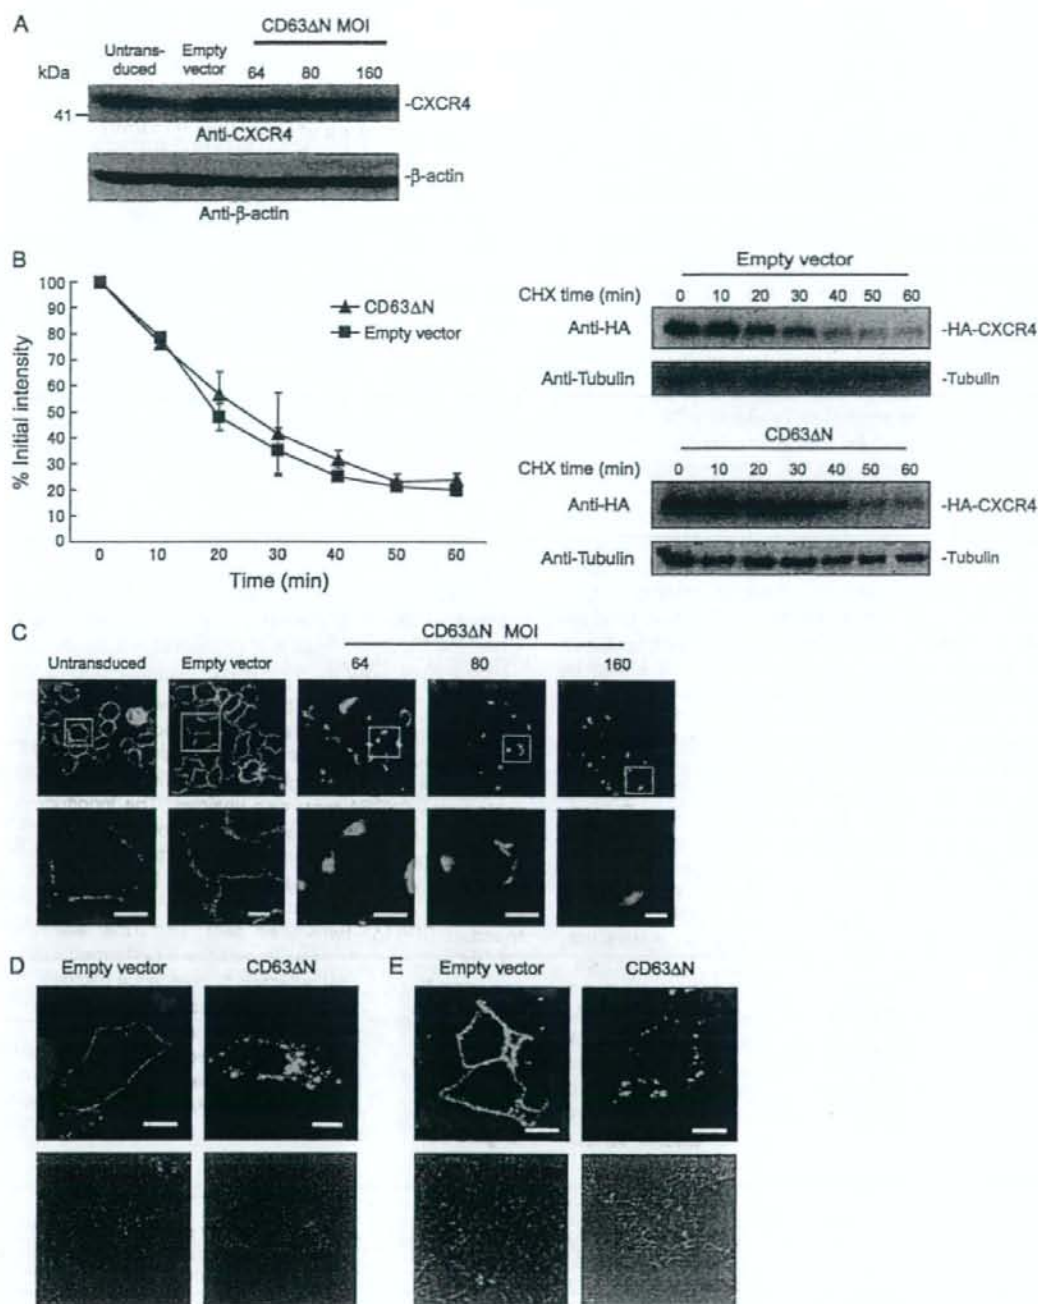 A
CD63ΔN MOI
Untrans-
duced
Empty
vector
64 80 160
kDa
-CXCR4
41
Anti-CXCR4
-β-actin
Anti-β-actin
B
100
90
80
70
60
50
40
30
20
10
0
% Initial intensity
CD63ΔN
Empty vector
0 10 20 30 40 50 60
Time (min)
Empty vector
CHX time (min) 0 10 20 30 40 50 60
Anti-HA -HA-CXCR4
Anti-Tubulin -Tubulin
CD63ΔN
CHX time (min) 0 10 20 30 40 50 60
Anti-HA -HA-CXCR4
Anti-Tubulin -Tubulin
C
CD63ΔN MOI
Untransduced Empty vector 64 80 160
D
Empty vector CD63ΔN
E
Empty vector CD63ΔN